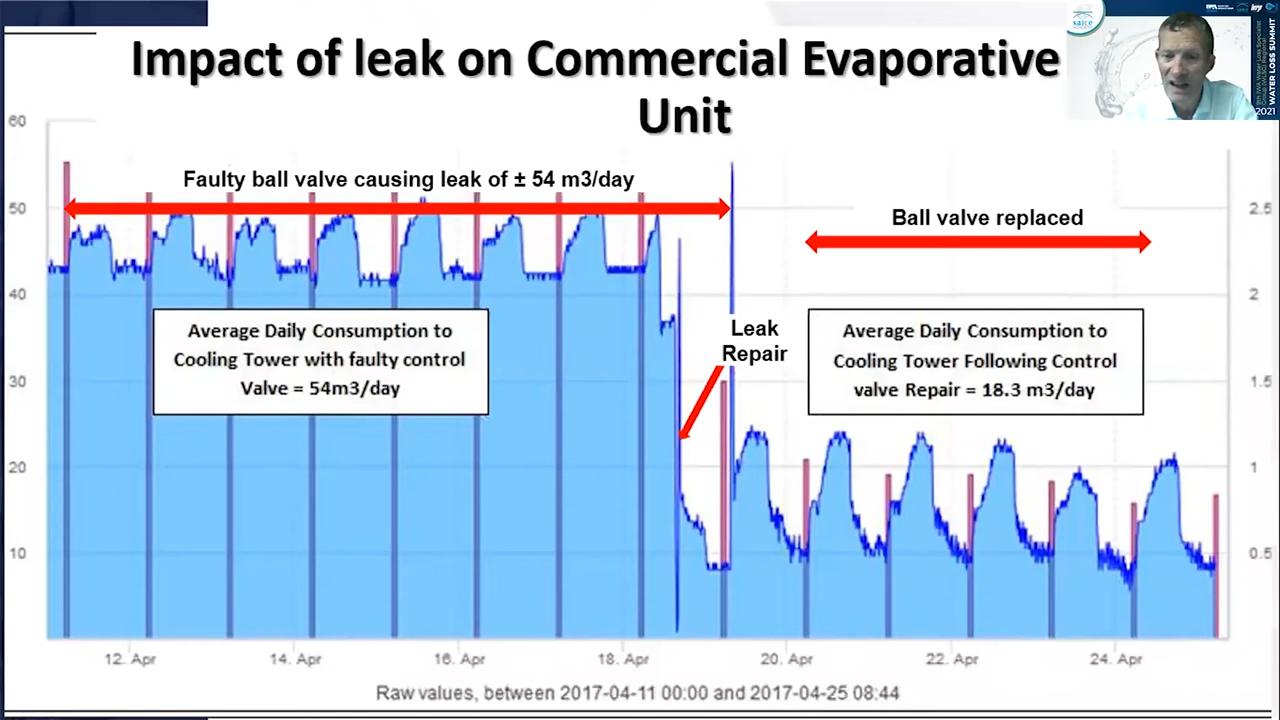 Impact of leak on Commercial Evaporative
Unit
saice
WATER LOSS SUMMIT
2021
60
50
40
30
20
10
2.5
2
1.5
1
0.5
Faulty ball valve causing leak of ± 54 m3/day
Ball valve replaced
Average Daily Consumption to
Cooling Tower with faulty control
Valve = 54m3/day
Leak
Repair
Average Daily Consumption to
Cooling Tower Following Control
valve Repair = 18.3 m3/day
12. Apr
14. Apr
16. Apr
18. Apr
20. Apr
22. Apr
24. Apr
Raw values, between 2017-04-11 00:00 and 2017-04-25 08:44